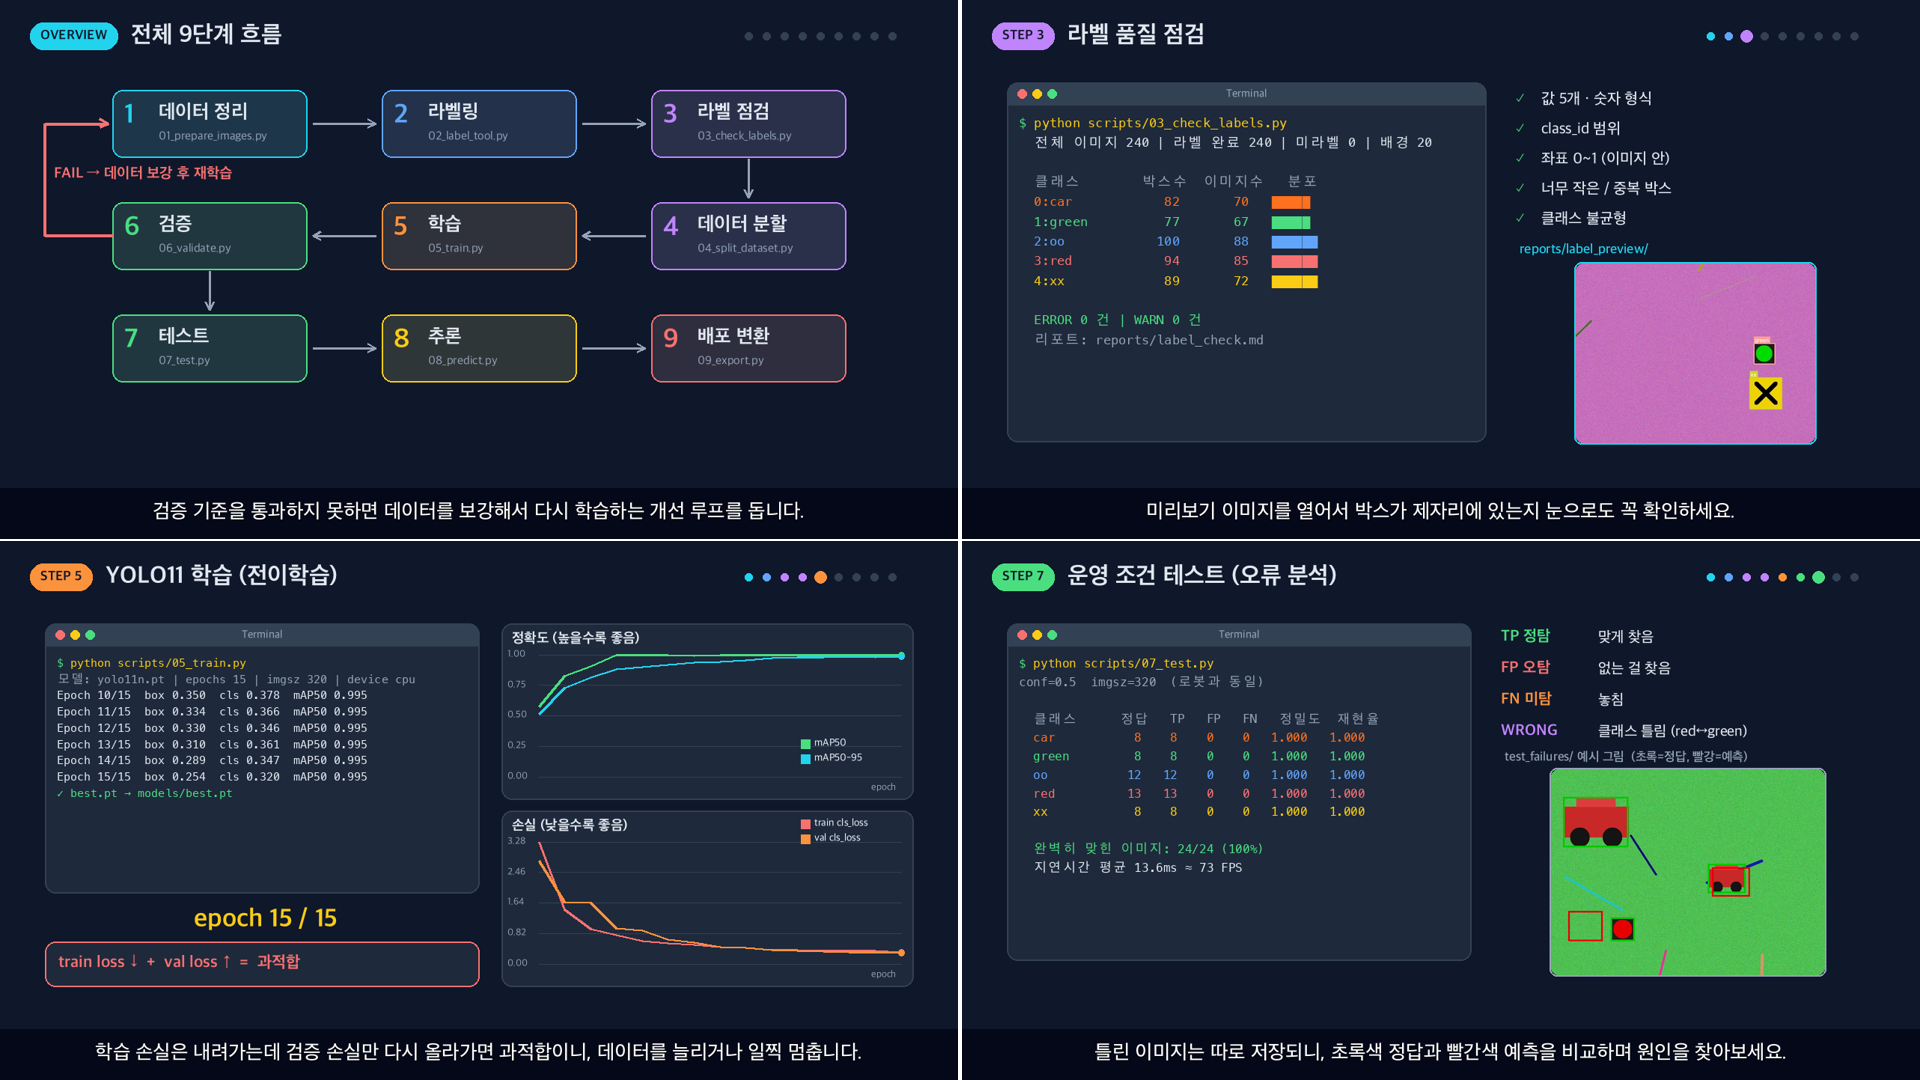 OVERVIEW 전체 9단계 흐름
1 데이터 정리
01_prepare_images.py
2 라벨링
02_label_tool.py
3 라벨 점검
03_check_labels.py
FAIL → 데이터 보강 후 재학습
6 검증
06_validate.py
5 학습
05_train.py
4 데이터 분할
04_split_dataset.py
7 테스트
07_test.py
8 추론
08_predict.py
9 배포 변환
09_export.py
검증 기준을 통과하지 못하면 데이터를 보강해서 다시 학습하는 개선 루프를 돕니다.
STEP 3 라벨 품질 점검
Terminal
$ python scripts/03_check_labels.py
전체 이미지 240 | 라벨 완료 240 | 미라벨 0 | 배경 20
클래스 박스수 이미지수 분포
0:car 82 70
1:green 77 67
2:oo 100 88
3:red 94 85
4:xx 89 72
ERROR 0 건 | WARN 0 건
리포트: reports/label_check.md
✓ 값 5개 · 숫자 형식
✓ class_id 범위
✓ 좌표 0~1 (이미지 안)
✓ 너무 작은 / 중복 박스
✓ 클래스 불균형
reports/label_preview/
미리보기 이미지를 열어서 박스가 제자리에 있는지 눈으로도 꼭 확인하세요.
STEP 5 YOLO11 학습 (전이학습)
Terminal
$ python scripts/05_train.py
모델: yolo11n.pt | epochs 15 | imgsz 320 | device cpu
Epoch 10/15 box 0.350 cls 0.378 mAP50 0.995
Epoch 11/15 box 0.334 cls 0.366 mAP50 0.995
Epoch 12/15 box 0.330 cls 0.346 mAP50 0.995
Epoch 13/15 box 0.310 cls 0.361 mAP50 0.995
Epoch 14/15 box 0.289 cls 0.347 mAP50 0.995
Epoch 15/15 box 0.254 cls 0.320 mAP50 0.995
✓ best.pt → models/best.pt
epoch 15 / 15
train loss ↓ + val loss ↑ = 과적합
정확도 (높을수록 좋음)
1.00
0.75
0.50
0.25
0.00
mAP50
mAP50-95
epoch
손실 (낮을수록 좋음)
train cls_loss
val cls_loss
3.28
2.46
1.64
0.82
0.00
epoch
학습 손실은 내려가는데 검증 손실만 다시 올라가면 과적합이니, 데이터를 늘리거나 일찍 멈춥니다.
STEP 7 운영 조건 테스트 (오류 분석)
Terminal
$ python scripts/07_test.py
conf=0.5 imgsz=320 (로봇과 동일)
클래스 정답 TP FP FN 정밀도 재현율
car 8 8 0 0 1.000 1.000
green 8 8 0 0 1.000 1.000
oo 12 12 0 0 1.000 1.000
red 13 13 0 0 1.000 1.000
xx 8 8 0 0 1.000 1.000
완벽히 맞힌 이미지: 24/24 (100%)
지연시간 평균 13.6ms ≈ 73 FPS
TP 정탐 맞게 찾음
FP 오탐 없는 걸 찾음
FN 미탐 놓침
WRONG 클래스 틀림 (red↔green)
test_failures/ 예시 그림 (초록=정답, 빨강=예측)
틀린 이미지는 따로 저장되니, 초록색 정답과 빨간색 예측을 비교하며 원인을 찾아보세요.